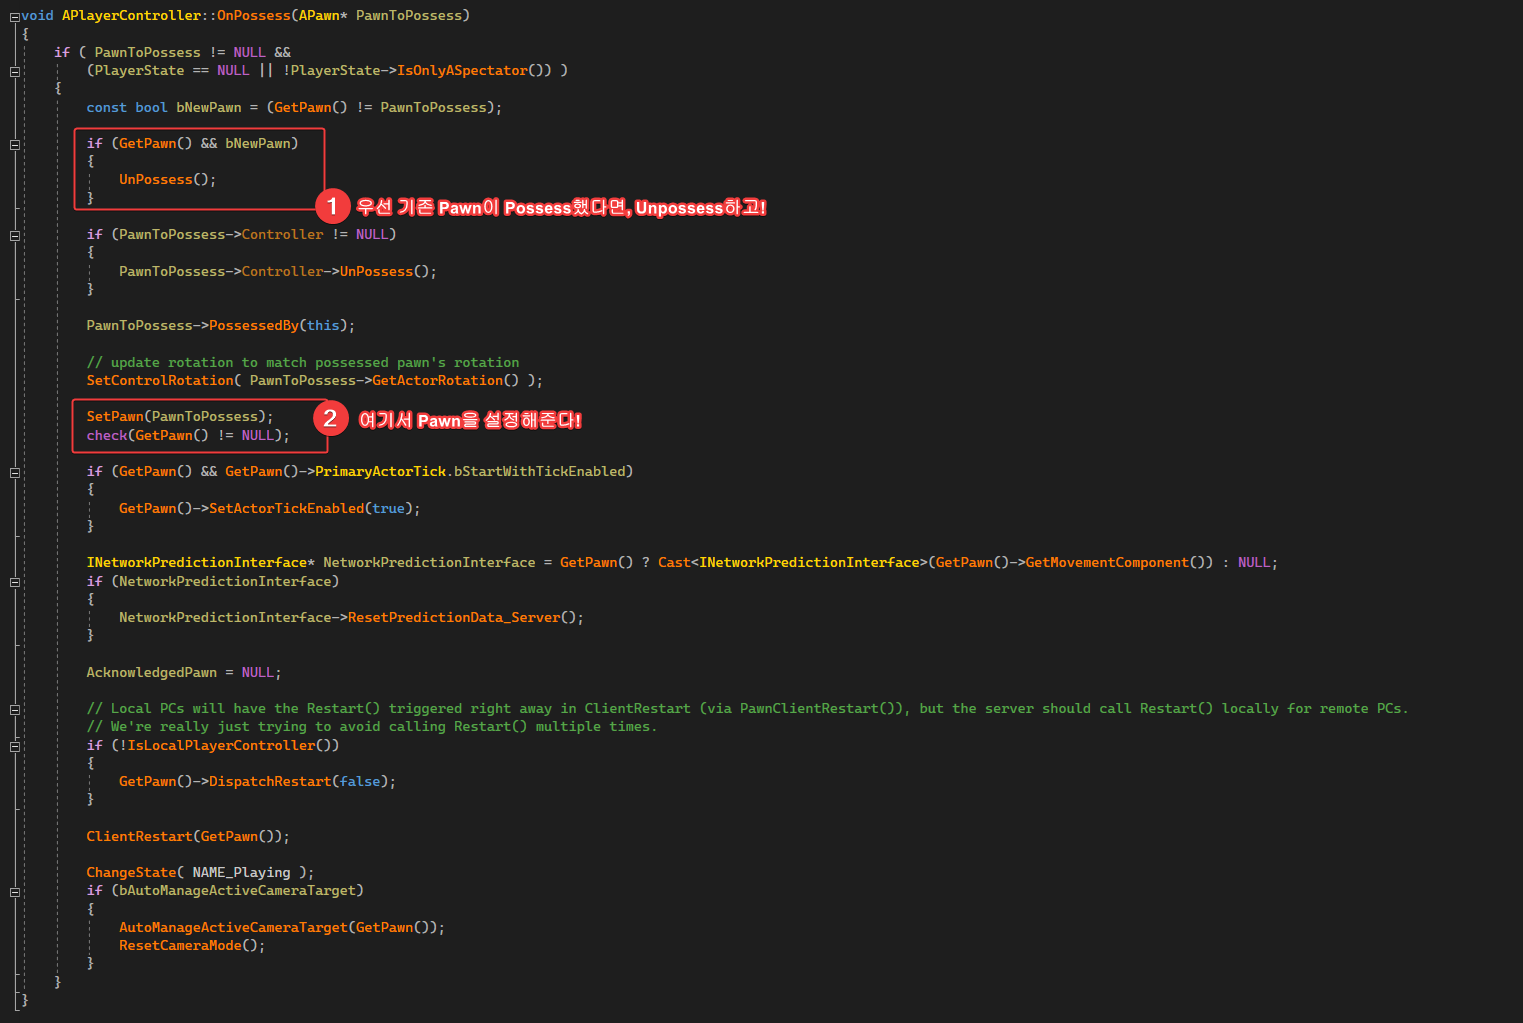 void APlayerController::OnPossess(APawn* PawnToPossess)
{
if ( PawnToPossess != NULL &&
(PlayerState == NULL || !PlayerState->IsOnlyASpectator()) )
{
const bool bNewPawn = (GetPawn() != PawnToPossess);
if (GetPawn() && bNewPawn)
{
UnPossess();
}
1 우선 기존 Pawn이 Possess했다면, Unpossess하고!
if (PawnToPossess->Controller != NULL)
{
PawnToPossess->Controller->UnPossess();
}
PawnToPossess->PossessedBy(this);
// update rotation to match possessed pawn's rotation
SetControlRotation( PawnToPossess->GetActorRotation() );
SetPawn(PawnToPossess);
check(GetPawn() != NULL);
2 여기서 Pawn을 설정해준다!
if (GetPawn() && GetPawn()->PrimaryActorTick.bStartWithTickEnabled)
{
GetPawn()->SetActorTickEnabled(true);
}
INetworkPredictionInterface* NetworkPredictionInterface = GetPawn() ? Cast<INetworkPredictionInterface>(GetPawn()->GetMovementComponent()) : NULL;
if (NetworkPredictionInterface)
{
NetworkPredictionInterface->ResetPredictionData_Server();
}
AcknowledgedPawn = NULL;
// Local PCs will have the Restart() triggered right away in ClientRestart (via PawnClientRestart()), but the server should call Restart() locally for remote PCs.
// We're really just trying to avoid calling Restart() multiple times.
if (!IsLocalPlayerController())
{
GetPawn()->DispatchRestart(false);
}
ClientRestart(GetPawn());
ChangeState( NAME_Playing );
if (bAutoManageActiveCameraTarget)
{
AutoManageActiveCameraTarget(GetPawn());
ResetCameraMode();
}
}
}